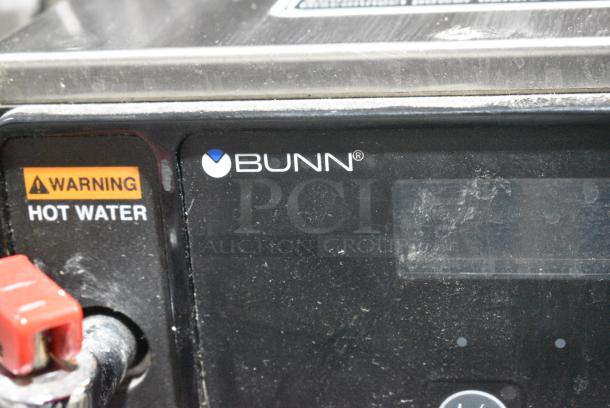 BUNN®
WARNING
HOT WATER
PCI
AUCTION GROUP